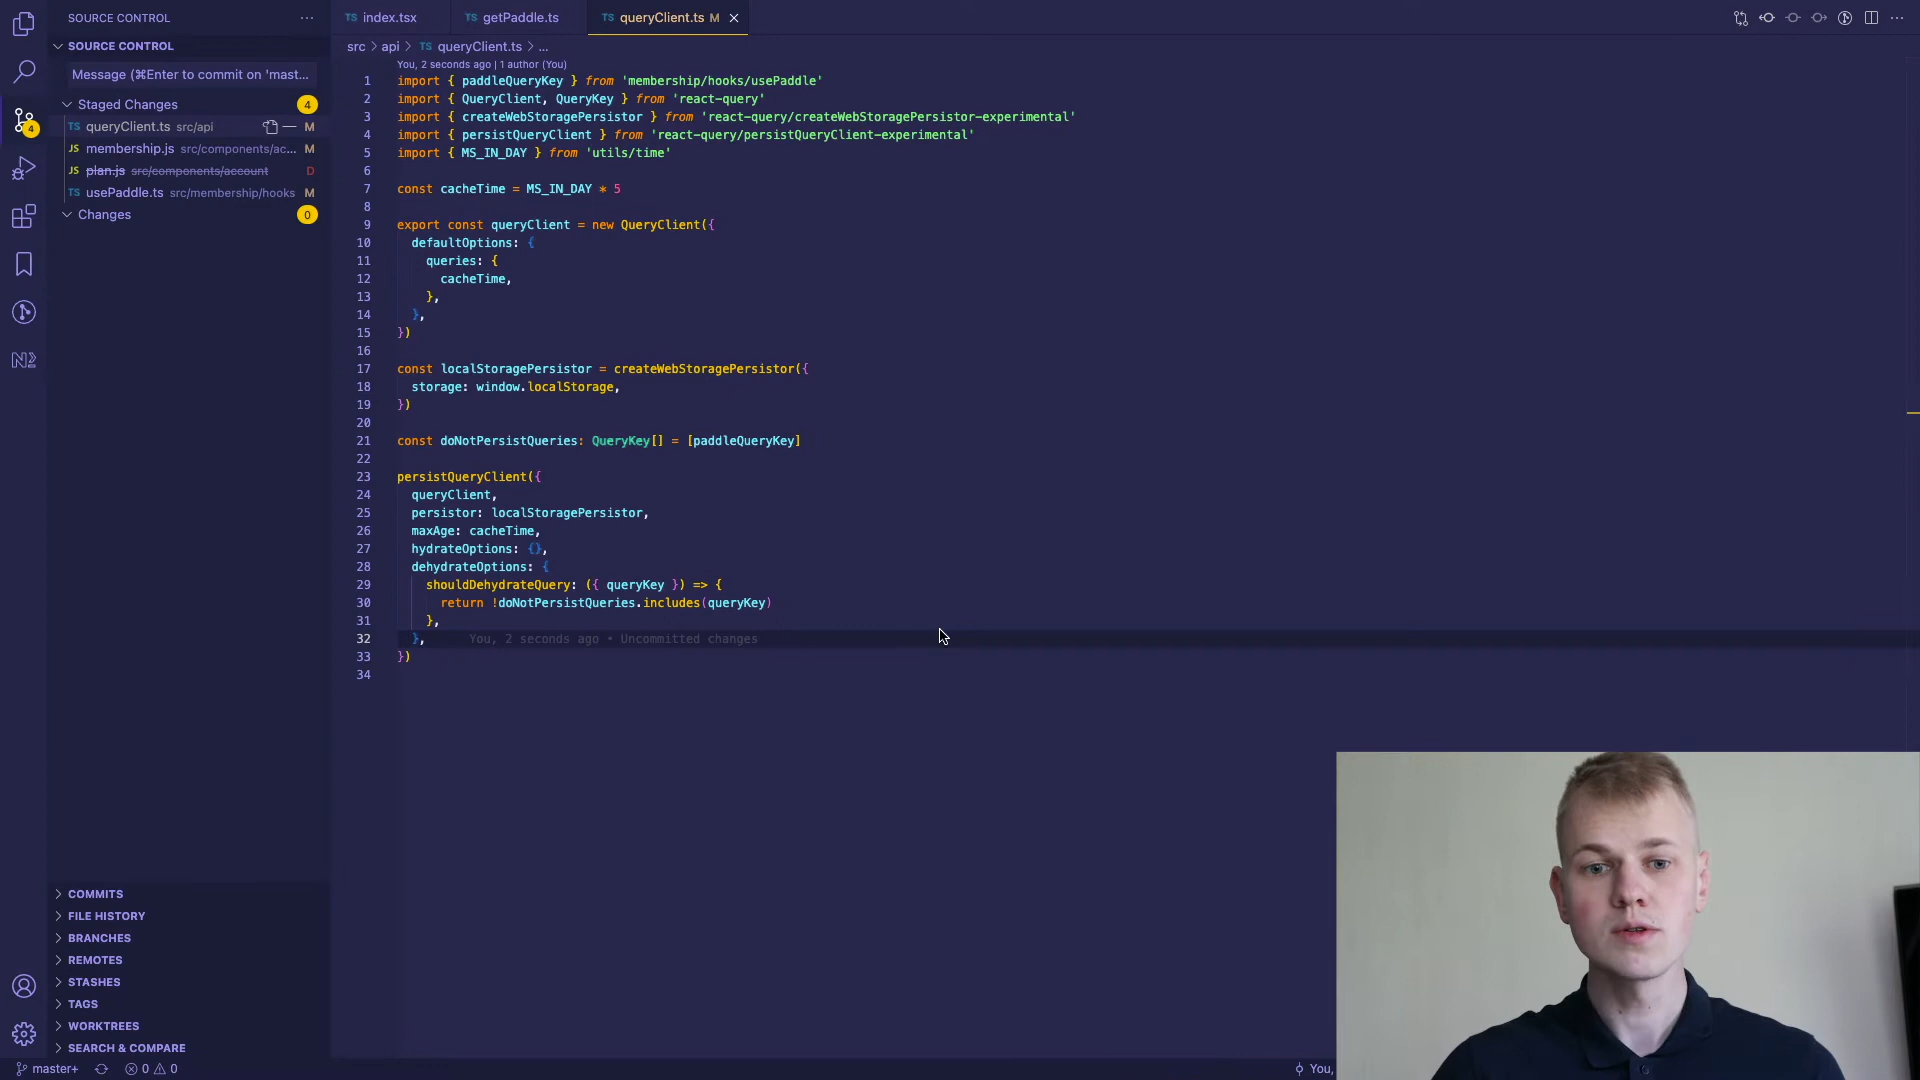 SOURCE CONTROL
SOURCE CONTROL
Message (⌘Enter to commit on 'mast...
Staged Changes 4
TS queryClient.ts src/api M
JS membership.js src/components/ac... M
JS plan.js src/components/account D
TS usePaddle.ts src/membership/hooks M
Changes 0
4
COMMITS
FILE HISTORY
BRANCHES
REMOTES
STASHES
TAGS
WORKTREES
SEARCH & COMPARE
TS index.tsx TS getPaddle.ts TS queryClient.ts M
src > api > TS queryClient.ts > ...
You, 2 seconds ago | 1 author (You)
1 import { paddleQueryKey } from 'membership/hooks/usePaddle'
2 import { QueryClient, QueryKey } from 'react-query'
3 import { createWebStoragePersistor } from 'react-query/createWebStoragePersistor-experimental'
4 import { persistQueryClient } from 'react-query/persistQueryClient-experimental'
5 import { MS_IN_DAY } from 'utils/time'
6
7 const cacheTime = MS_IN_DAY * 5
8
9 export const queryClient = new QueryClient({
10 defaultOptions: {
11 queries: {
12 cacheTime,
13 },
14 },
15 })
16
17 const localStoragePersistor = createWebStoragePersistor({
18 storage: window.localStorage,
19 })
20
21 const doNotPersistQueries: QueryKey[] = [paddleQueryKey]
22
23 persistQueryClient({
24 queryClient,
25 persistor: localStoragePersistor,
26 maxAge: cacheTime,
27 hydrateOptions: {},
28 dehydrateOptions: {
29 shouldDehydrateQuery: ({ queryKey }) => {
30 return !doNotPersistQueries.includes(queryKey)
31 },
32 }, You, 2 seconds ago • Uncommitted changes
33 })
34
master+ 0 0 You,